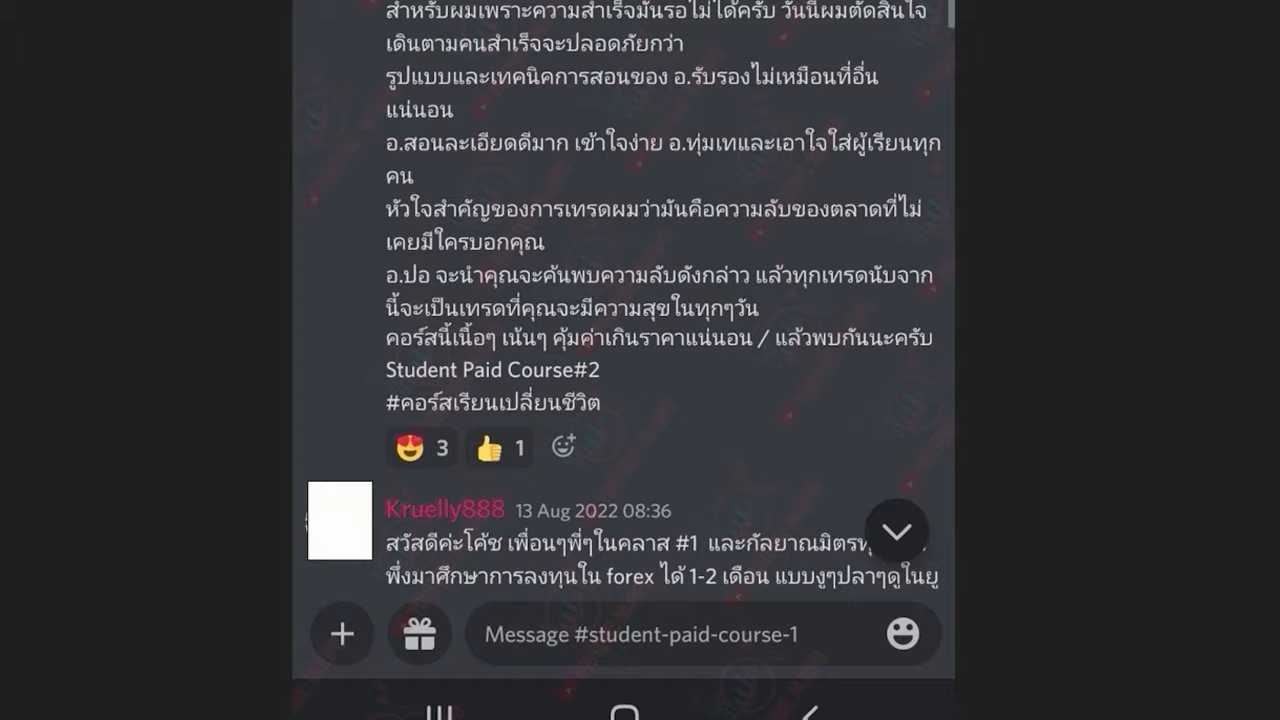 สำหรับผมเพราะความสำเร็จมันรอไม่ได้ครับ วันนี้ผมตัดสินใจ
เดินตามคนสำเร็จจะปลอดภัยกว่า
รูปแบบและเทคนิคการสอนของ อ.รับรองไม่เหมือนที่อื่น
แน่นอน
อ.สอนละเอียดดีมาก เข้าใจง่าย อ.ทุ่มเทและเอาใจใส่ผู้เรียนทุก
คน
หัวใจสำคัญของการเทรดผมว่ามันคือความลับของตลาดที่ไม่
เคยมีใครบอกคุณ
อ.ปอ จะนำคุณจะค้นพบความลับดังกล่าว แล้วทุกเทรดนับจาก
นี้จะเป็นเทรดที่คุณจะมีความสุขในทุกๆวัน
คอร์สนี้เนื้อๆ เน้นๆ คุ้มค่าเกินราคาแน่นอน / แล้วพบกันนะครับ
Student Paid Course#2
#คอร์สเรียนเปลี่ยนชีวิต
3 1
Kruelly888 13 Aug 2022 08:36
สวัสดีค่ะโค้ช เพื่อนๆพี่ๆในคลาส #1 และกัลยาณมิตร
พึ่งมาศึกษาการลงทุนใน forex ได้ 1-2 เดือน แบบงูๆปลาๆดูในยู
Message #student-paid-course-1